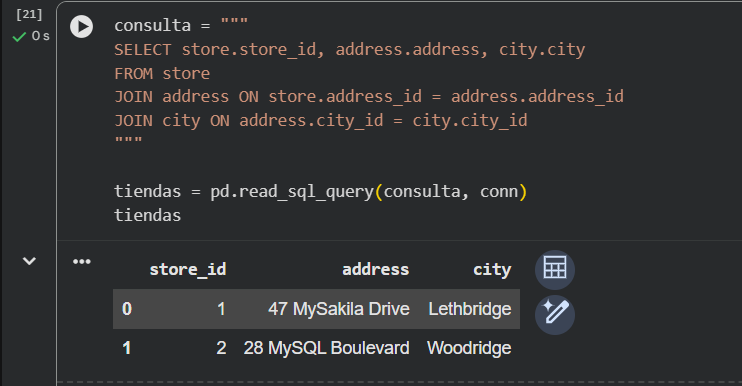 [21]
0 s
consulta = """
SELECT store.store_id, address.address, city.city
FROM store
JOIN address ON store.address_id = address.address_id
JOIN city ON address.city_id = city.city_id
"""
tiendas = pd.read_sql_query(consulta, conn)
tiendas
store_id address city
0 1 47 MySakila Drive Lethbridge
1 2 28 MySQL Boulevard Woodridge